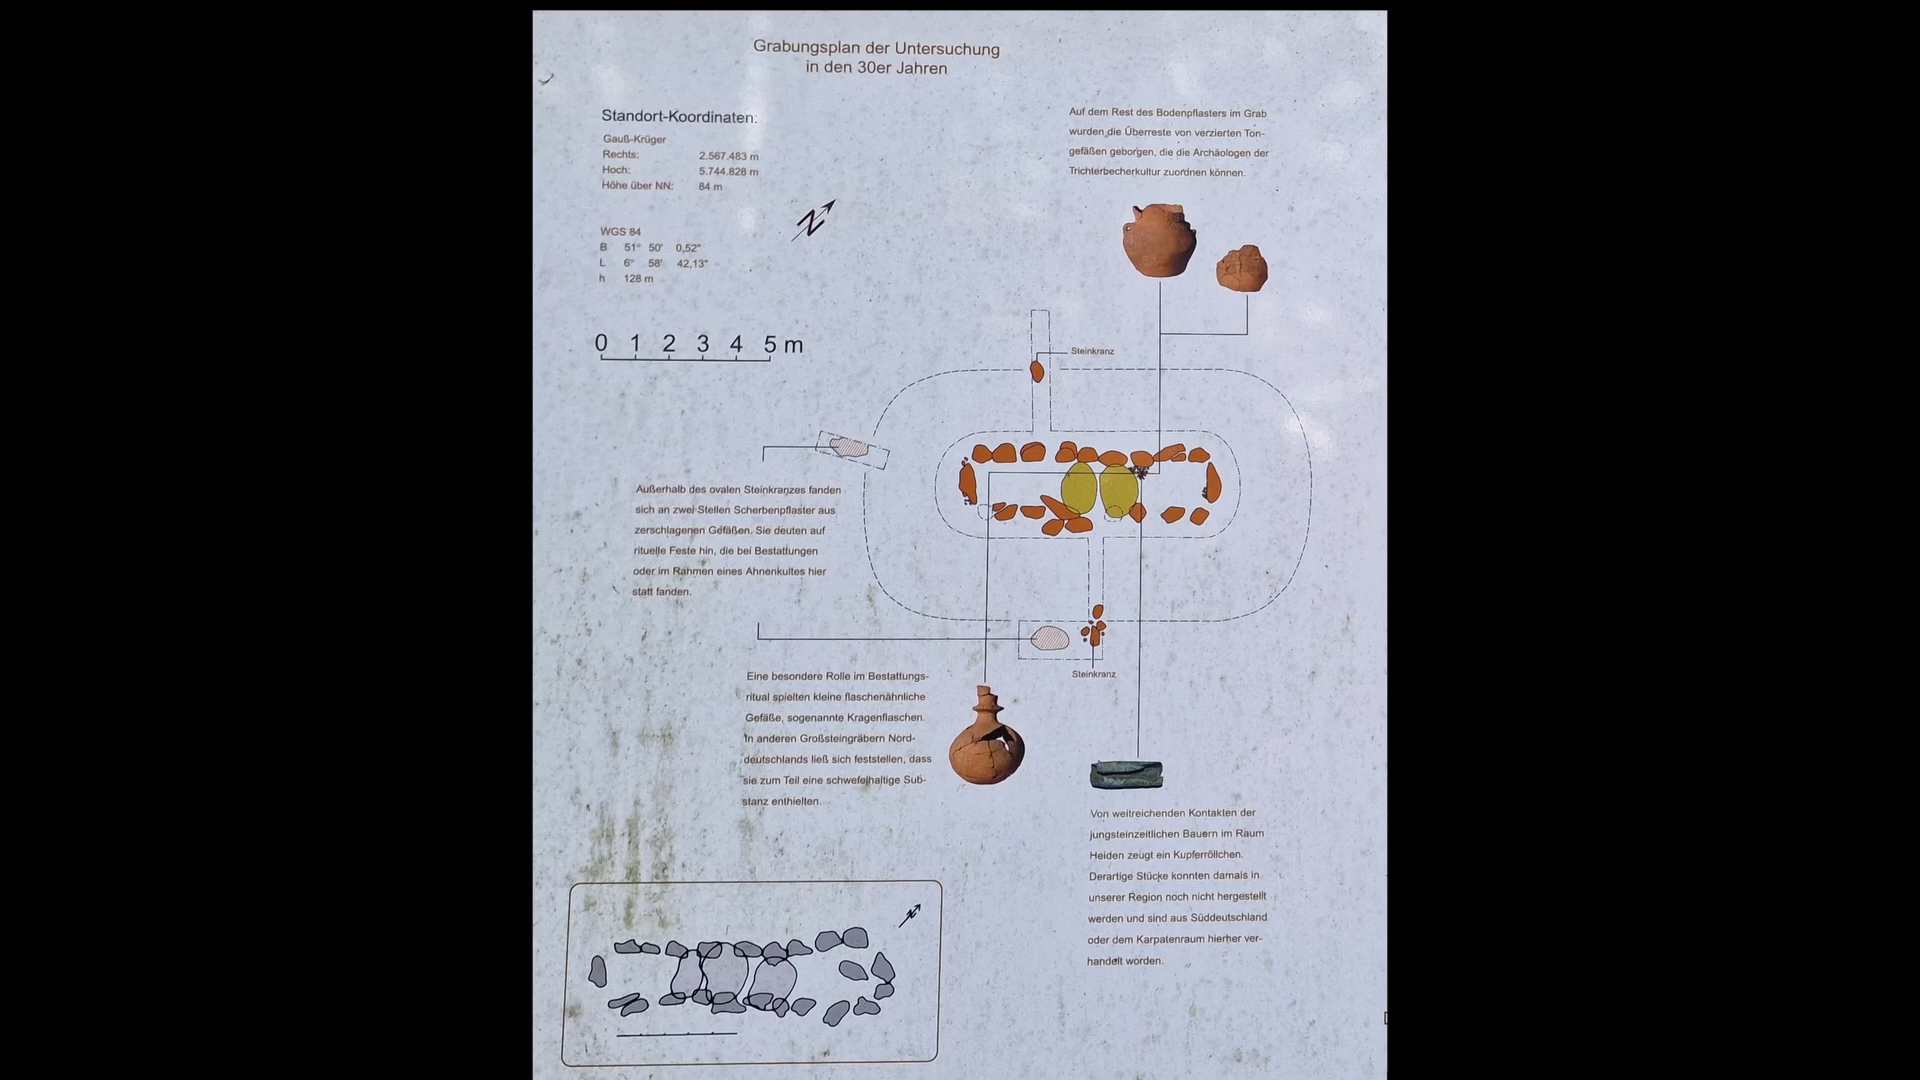 Grabungsplan der Untersuchung
in den 30er Jahren
Standort-Koordinaten:
Gauß-Krüger
Rechts: 2.567.483 m
Hoch: 5.744.828 m
Höhe über NN: 84 m
WGS 84
B 51° 50' 0,52"
L 6° 58' 42,13"
h 128 m
N
0 1 2 3 4 5 m
Auf dem Rest des Bodenpflasters im Grab
wurden die Überreste von verzierten Ton-
gefäßen geborgen, die die Archäologen der
Trichterbecherkultur zuordnen können.
Steinkranz
Außerhalb des ovalen Steinkranzes fanden
sich an zwei Stellen Scherbenpflaster aus
zerschlagenen Gefäßen. Sie deuten auf
rituelle Feste hin, die bei Bestattungen
oder im Rahmen eines Ahnenkultes hier
statt fanden.
Steinkranz
Eine besondere Rolle im Bestattungs-
ritual spielten kleine flaschenähnliche
Gefäße, sogenannte Kragenflaschen.
In anderen Großsteingräbern Nord-
deutschlands ließ sich feststellen, dass
sie zum Teil eine schwefelhaltige Sub-
stanz enthielten.
Von weitreichenden Kontakten der
jungsteinzeitlichen Bauern im Raum
Heiden zeugt ein Kupferröllchen.
Derartige Stücke konnten damals in
unserer Region noch nicht hergestellt
werden und sind aus Süddeutschland
oder dem Karpatenraum hierher ver-
handelt worden.
N